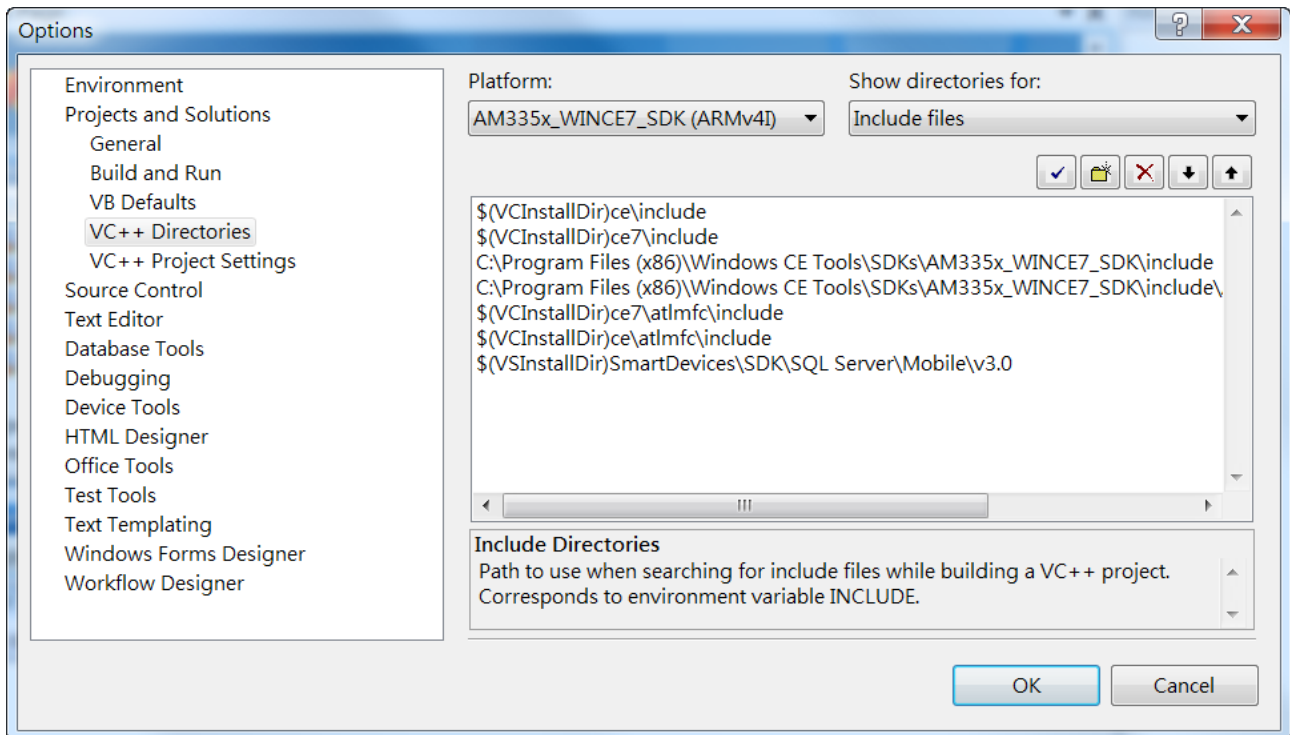 Options
Environment
Projects and Solutions
General
Build and Run
VB Defaults
VC++ Directories
VC++ Project Settings
Source Control
Text Editor
Database Tools
Debugging
Device Tools
HTML Designer
Office Tools
Test Tools
Text Templating
Windows Forms Designer
Workflow Designer
Platform:
AM335x_WINCE7_SDK (ARMv4I)
Show directories for:
Include files
$(VCInstallDir)ce\include
$(VCInstallDir)ce7\include
C:\Program Files (x86)\Windows CE Tools\SDKs\AM335x_WINCE7_SDK\include
C:\Program Files (x86)\Windows CE Tools\SDKs\AM335x_WINCE7_SDK\include\
$(VCInstallDir)ce7\atlmfc\include
$(VCInstallDir)ce\atlmfc\include
$(VSInstallDir)SmartDevices\SDK\SQL Server\Mobile\v3.0
Include Directories
Path to use when searching for include files while building a VC++ project.
Corresponds to environment variable INCLUDE.
OK
Cancel